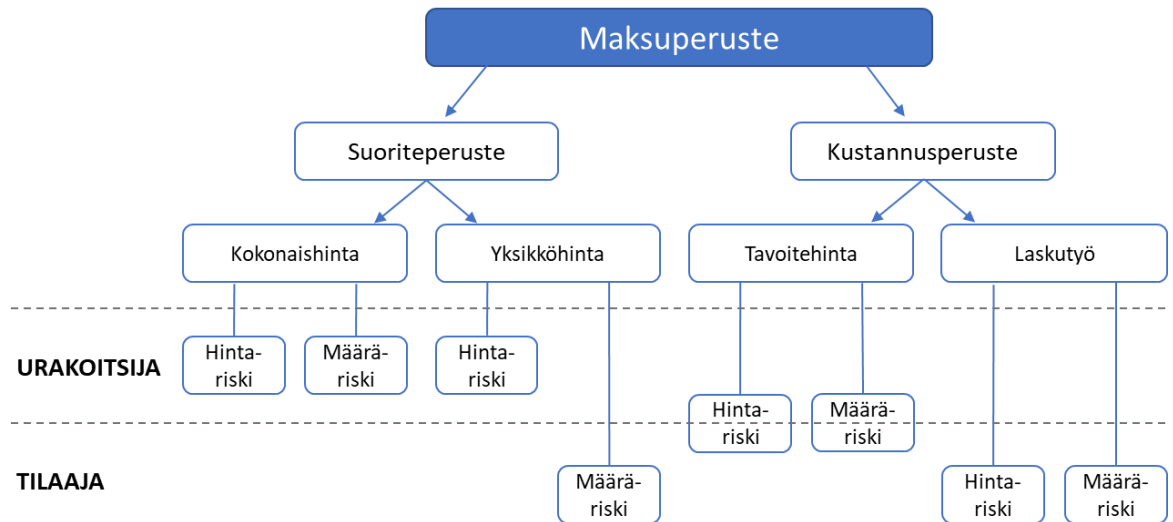 Maksuperuste
Suoriteperuste
Kustannusperuste
Kokonaishinta
Yksikköhinta
Tavoitehinta
Laskutyö
URAKOITSIJA
Hinta-
riski
Määrä-
riski
Hinta-
riski
Hinta-
riski
Määrä-
riski
TILAAJA
Määrä-
riski
Hinta-
riski
Määrä-
riski